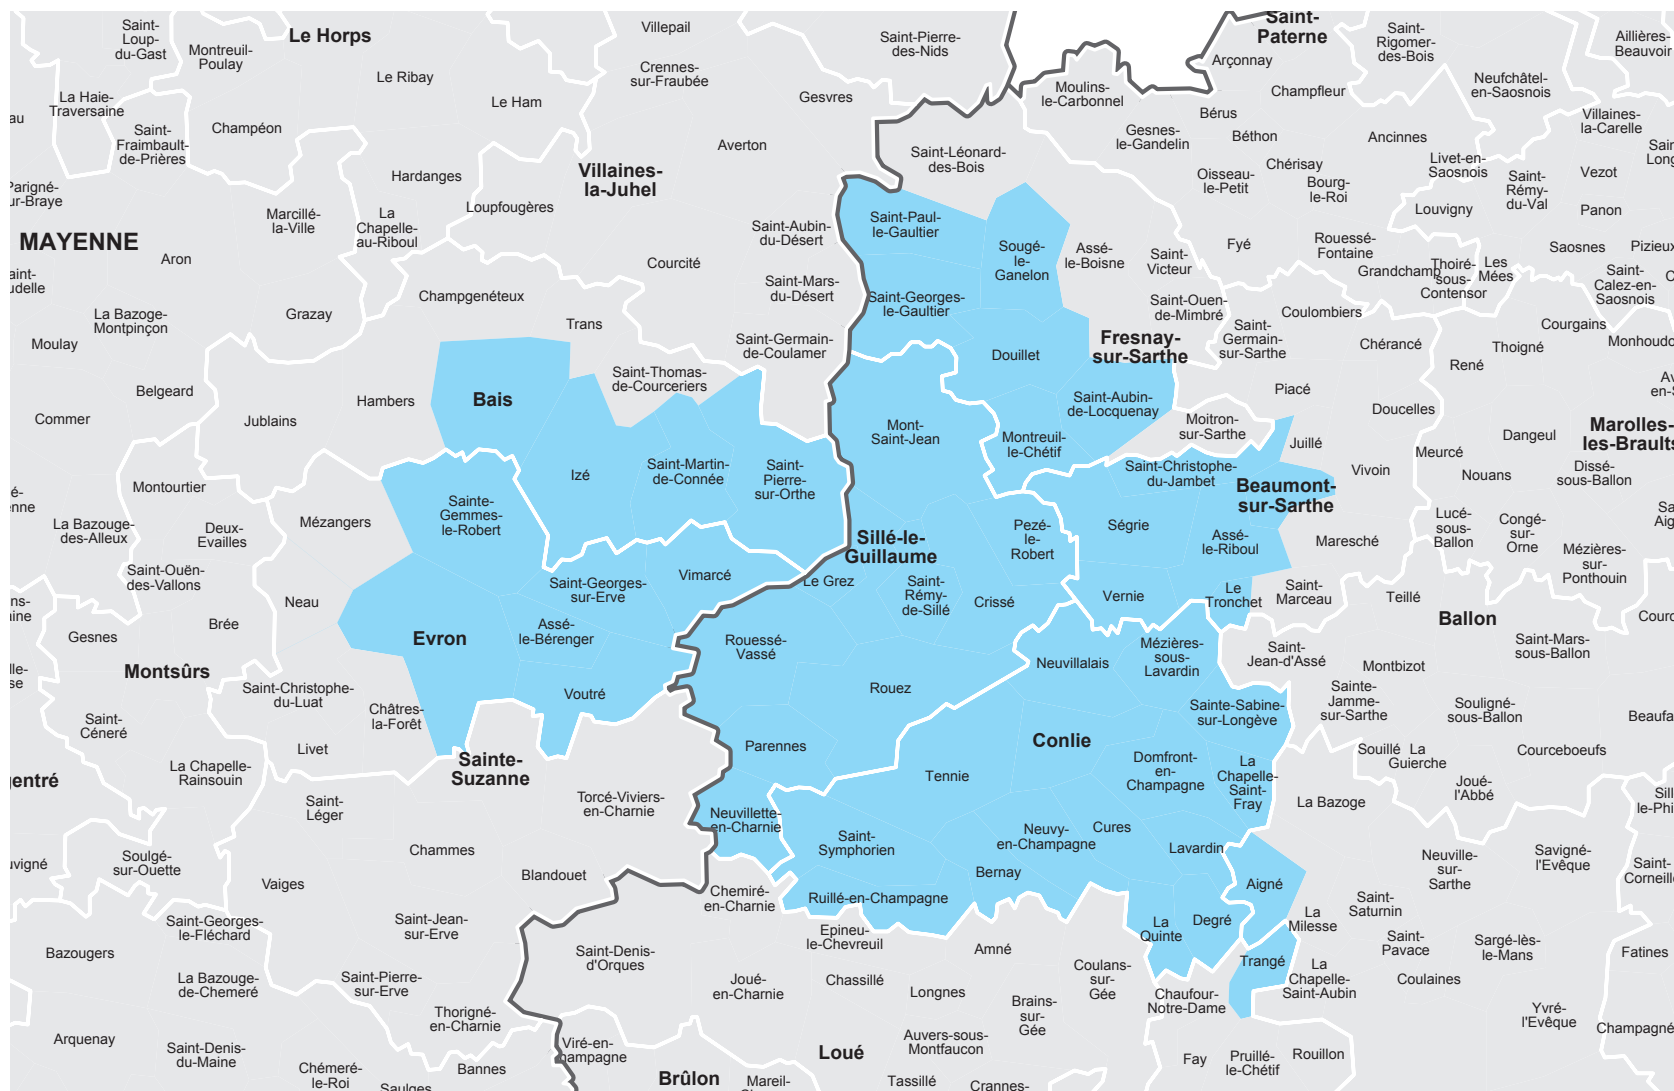 Saint-
Loup-
du-Gast
Montreuil-
Poulay
Le Horps
Le Ribay
Villepail
Crennes-
sur-Fraubée
Saint-Pierre-
des-Nids
Saint-
Paterne
Arçonnay
Saint-
Rigomer-
des-Bois
Aillières-
Beauvoir
La Haie-
Traversaine
Le Ham
Gesvres
Moulins-
le-Carbonnel
Champfleur
Neufchâtel-
en-Saosnois
Saint-
Fraimbault-
de-Prières
Champéon
Averton
Bérus
Gesnes-
le-Gandelin
Béthon
Ancinnes
Villaines-
la-Carelle
Saint-Léonard-
des-Bois
Chérisay
Livet-en-
Saosnois
Hardanges
Villaines-
la-Juhel
Oisseau-
le-Petit
Bourg-
le-Roi
Saint-
Rémy-
du-Val
Vezot
Marcillé-
la-Ville
La
Chapelle-
au-Riboul
Loupfougères
Saint-Paul-
le-Gaultier
Louvigny
Panon
MAYENNE
Aron
Saint-Aubin-
du-Désert
Sougé-
le-
Ganelon
Assé-
le-Boisne
Saint-
Victeur
Fyé
Rouessé-
Fontaine
Saosnes
Pizieux
Courcité
Grandchamp
Thoiré-
sous-
Contensor
Les
Mées
Saint-
Calez-en-
Saosnois
Champgenéteux
Saint-Mars-
du-Désert
Saint-Georges-
le-Gaultier
Saint-Ouen-
de-Mimbré
La Bazoge-
Montpinçon
Grazay
Trans
Coulombiers
Courgains
Moulay
Saint-Germain-
de-Coulamer
Douillet
Fresnay-
sur-Sarthe
Saint-
Germain-
sur-Sarthe
Chérancé
Thoigné
René
Belgeard
Saint-Thomas-
de-Courceriers
Piacé
Commer
Jublains
Hambers
Bais
Saint-Aubin-
de-Locquenay
Doucelles
Mont-
Saint-Jean
Montreuil-
le-Chétif
Moitron-
sur-Sarthe
Juillé
Meurcé
Dangeul
Marolles-
les-Braults
Montourtier
Izé
Saint-Martin-
de-Connée
Saint-
Pierre-
sur-Orthe
Saint-Christophe-
du-Jambet
Beaumont-
sur-Sarthe
Vivoin
Nouans
Dissé-
sous-Ballon
La Bazouge-
des-Alleux
Deux-
Evailles
Mézangers
Sainte-
Gemmes-
le-Robert
Sillé-le-
Guillaume
Pezé-
le-
Robert
Ségrie
Assé-
le-Riboul
Maresché
Lucé-
sous-
Ballon
Congé-
sur-
Orne
Mézières-
sur-
Ponthouin
Saint-Ouën-
des-Vallons
Neau
Saint-Georges-
sur-Erve
Vimarcé
Le Grez
Saint-
Rémy-
de-Sillé
Crissé
Vernie
Le
Tronchet
Saint-
Marceau
Teillé
Gesnes
Brée
Evron
Assé-
le-Bérenger
Rouessé-
Vassé
Neuvillalais
Mézières-
sous-
Lavardin
Saint-
Jean-d'Assé
Ballon
Montbizot
Saint-Mars-
sous-Ballon
Montsûrs
Saint-Christophe-
du-Luat
Châtres-
la-Forêt
Voutré
Rouez
Sainte-Sabine-
sur-Longève
Sainte-
Jamme-
sur-Sarthe
Souligné-
sous-Ballon
Saint-
Céneré
Livet
Sainte-
Suzanne
Parennes
Conlie
Souillé
La
Guierche
Courceboeufs
La Chapelle-
Rainsouin
Tennie
Domfront-
en-
Champagne
La
Chapelle-
Saint-
Fray
La Bazoge
Joué-
l'Abbé
Saint-
Léger
Torcé-Viviers-
en-Charnie
Neuvillette-
en-Charnie
Saint-
Symphorien
Neuvy-
en-Champagne
Cures
Lavardin
Soulgé-
sur-Ouette
Chammes
Vaiges
Blandouet
Bernay
Neuville-
sur-
Sarthe
Savigné-
l'Evêque
Chemiré-
en-Charnie
Ruillé-en-Champagne
Aigné
Saint-
Saturnin
Saint-Georges-
le-Fléchard
Saint-Jean-
sur-Erve
Epineu-
le-Chevreuil
La
Quinte
Degré
La
Milesse
Bazougers
Saint-Denis-
d'Orques
Amné
Trangé
Saint-
Pavace
Sargé-lès-
le-Mans
Fatines
La Bazouge-
de-Chemeré
Saint-Pierre-
sur-Erve
Joué-
en-Charnie
Chassillé
Longnes
Coulans-
sur-
Gée
Chaufour-
Notre-Dame
La
Chapelle-
Saint-Aubin
Coulaines
Thorigné-
en-Charnie
Brains-
sur-
Gée
Yvré-
l'Evêque
Champagné
Arquenay
Saint-Denis-
du-Maine
Viré-en-
Champagne
Loué
Auvers-sous-
Montfaucon
Fay
Pruillé-
le-Chétif
Rouillon
Chémeré-
le-Roi
Bannes
Saulges
Brûlon
Mareil-
Tassillé
Crannes-